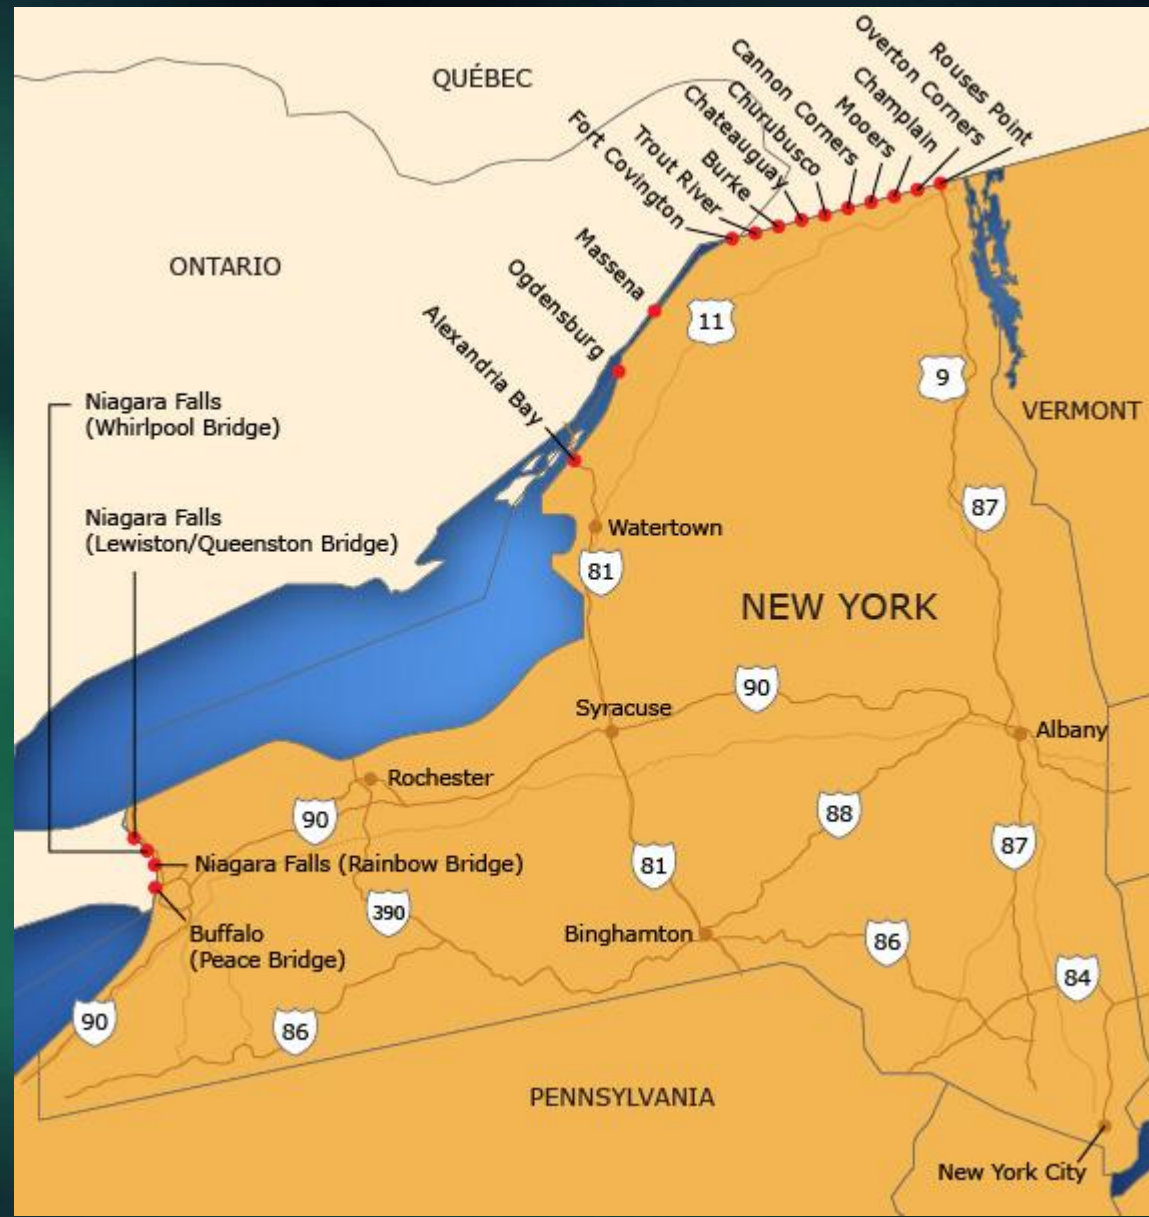 QUÉBEC
ONTARIO
Fort Covington
Trout River
Burke
Chateauguay
Churubusco
Cannon Corners
Mooers
Champlain
Overton Corners
Rouses Point
Massena
Ogdensburg
Alexandria Bay
11
9
VERMONT
Niagara Falls
(Whirlpool Bridge)
Niagara Falls
(Lewiston/Queenston Bridge)
87
Watertown
81
NEW YORK
90
Syracuse
Albany
Rochester
90
88
87
81
Niagara Falls (Rainbow Bridge)
390
Buffalo
(Peace Bridge)
Binghamton
86
84
90
86
PENNSYLVANIA
New York City